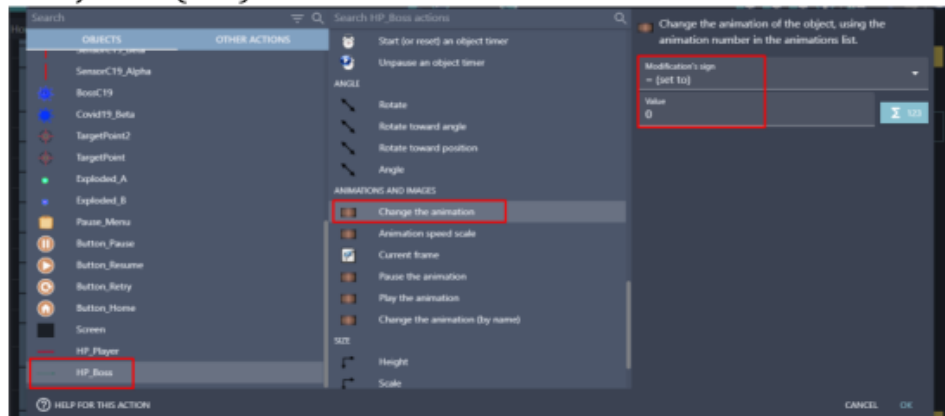 Search
OBJECTS
OTHER ACTIONS
SensorC19_Beta
SensorC19_Alpha
BossC19
Covid19_Beta
TargetPoint2
TargetPoint
Exploded_A
Exploded_B
Pause_Menu
Button_Pause
Button_Resume
Button_Retry
Button_Home
Screen
HP_Player
HP_Boss
Search HP_Boss actions
Start (or reset) an object timer
Unpause an object timer
ANGLE
Rotate
Rotate toward angle
Rotate toward position
Angle
ANIMATIONS AND IMAGES
Change the animation
Animation speed scale
Current frame
Pause the animation
Play the animation
Change the animation (by name)
SIZE
Height
Scale
Change the animation of the object, using the
animation number in the animations list.
Modification's sign
= (set to)
Value
0
Σ 123
HELP FOR THIS ACTION
CANCEL
OK